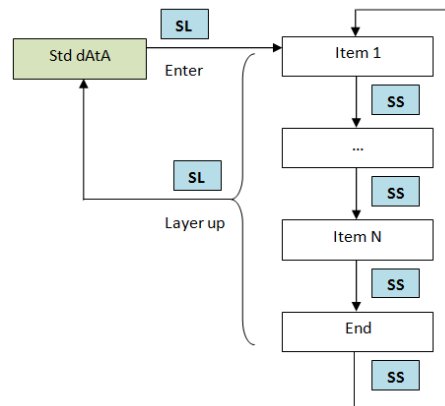 SL
Std dAtA
Enter
Item 1
SS
...
SL
SS
Layer up
Item N
SS
End
SS